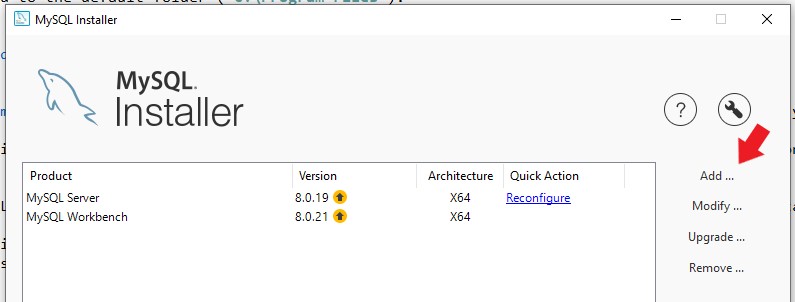 MySQL Installer
MySQL.
Installer
?
Product Version Architecture Quick Action
MySQL Server 8.0.19 X64 Reconfigure
MySQL Workbench 8.0.21 X64
Add ...
Modify ...
Upgrade ...
Remove ...